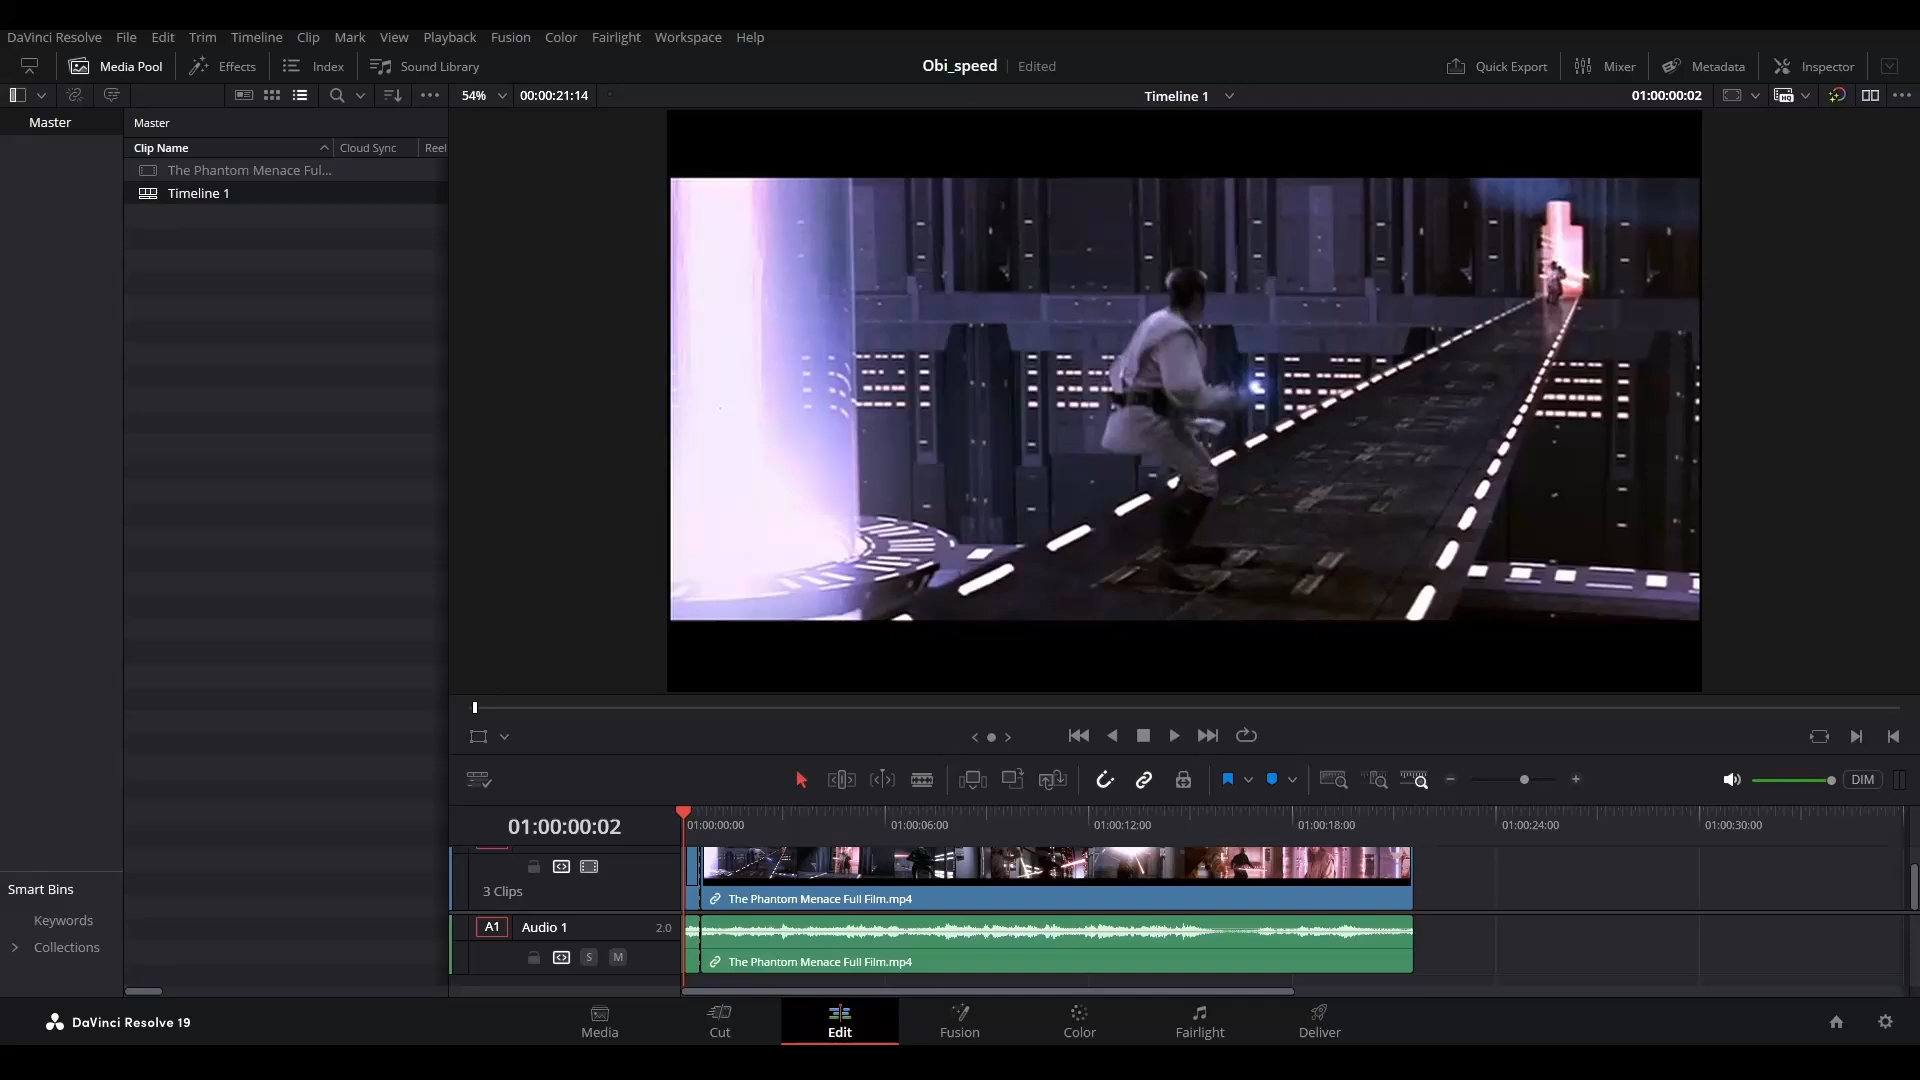 DaVinci Resolve File Edit Trim Timeline Clip Mark View Playback Fusion Color Fairlight Workspace Help
Media Pool Effects Index Sound Library Obi_speed Edited Quick Export Mixer Metadata Inspector
54% 00:00:21:14 Timeline 1 01:00:00:02
Master Master
Clip Name Cloud Sync Reel
The Phantom Menace Ful...
Timeline 1
DIM
01:00:00:02 01:00:00:00 01:00:06:00 01:00:12:00 01:00:18:00 01:00:24:00 01:00:30:00
3 Clips The Phantom Menace Full Film.mp4
A1 Audio 1 2.0
S M The Phantom Menace Full Film.mp4
Smart Bins
Keywords
Collections
DaVinci Resolve 19 Media Cut Edit Fusion Color Fairlight Deliver